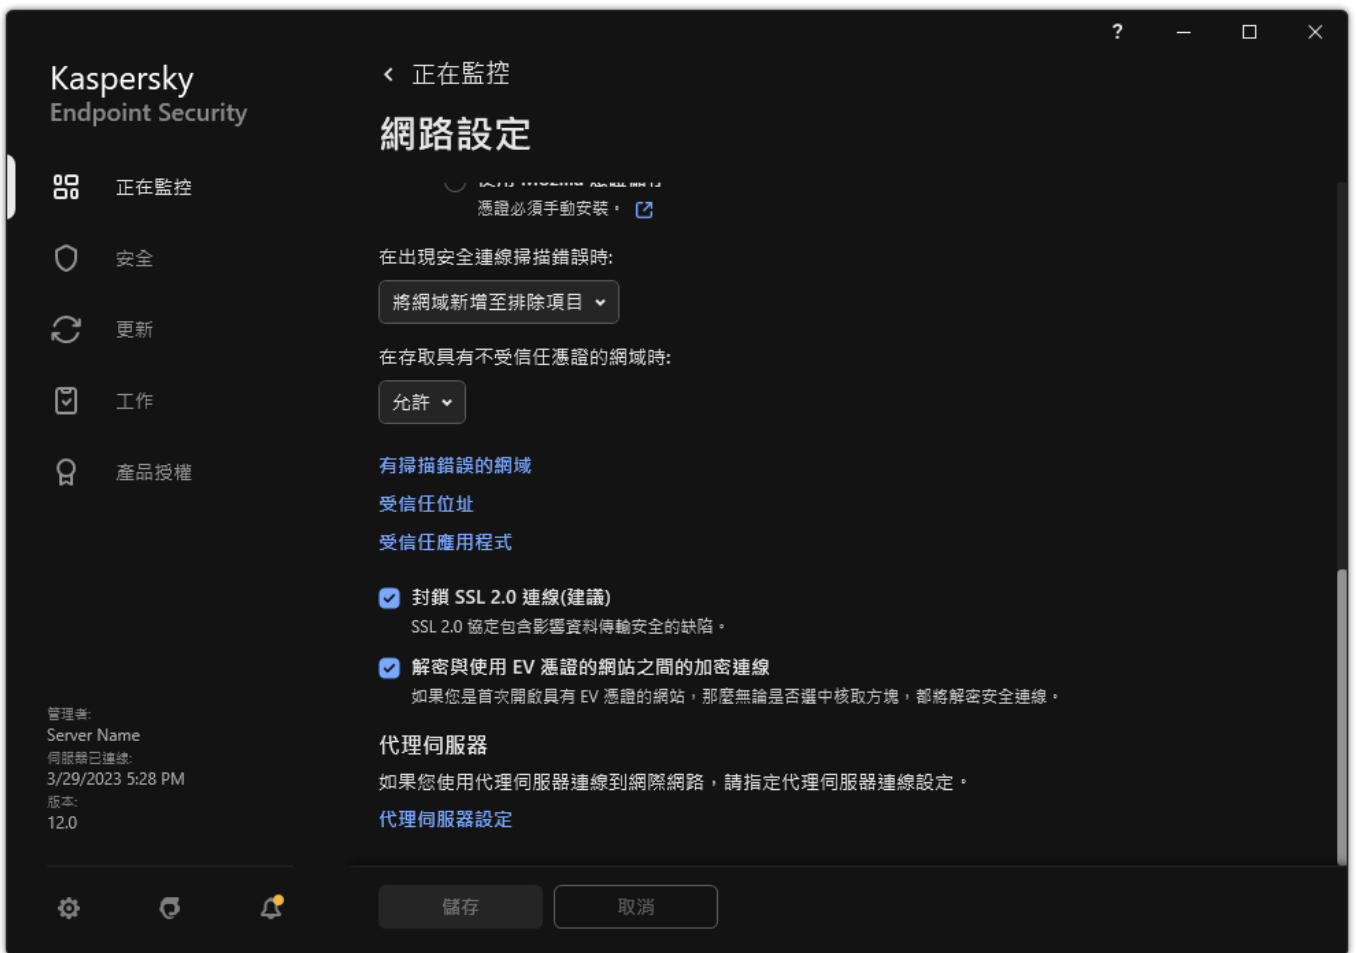 ?
Kaspersky
Endpoint Security
正在監控
安全
更新
工作
產品授權
管理者:
Server Name
伺服器已連線:
3/29/2023 5:28 PM
版本:
12.0
正在監控
網路設定
使用 Mozilla 憑證儲存
憑證必須手動安裝。
在出現安全連線掃描錯誤時:
將網域新增至排除項目
在存取具有不受信任憑證的網域時:
允許
有掃描錯誤的網域
受信任位址
受信任應用程式
封鎖 SSL 2.0 連線(建議)
SSL 2.0 協定包含影響資料傳輸安全的缺陷。
解密與使用 EV 憑證的網站之間的加密連線
如果您是首次開啟具有 EV 憑證的網站，那麼無論是否選中核取方塊，都將解密安全連線。
代理伺服器
如果您使用代理伺服器連線到網際網路，請指定代理伺服器連線設定。
代理伺服器設定
儲存
取消